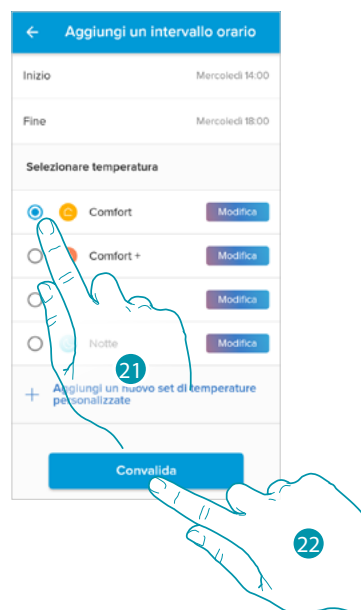 Aggiungi un intervallo orario
Inizio Mercoledì 14:00
Fine Mercoledì 18:00
Selezionare temperatura
Comfort Modifica
Comfort + Modifica
Modifica
Notte Modifica
21
+ Aggiungi un nuovo set di temperature
personalizzate
Convalida
22